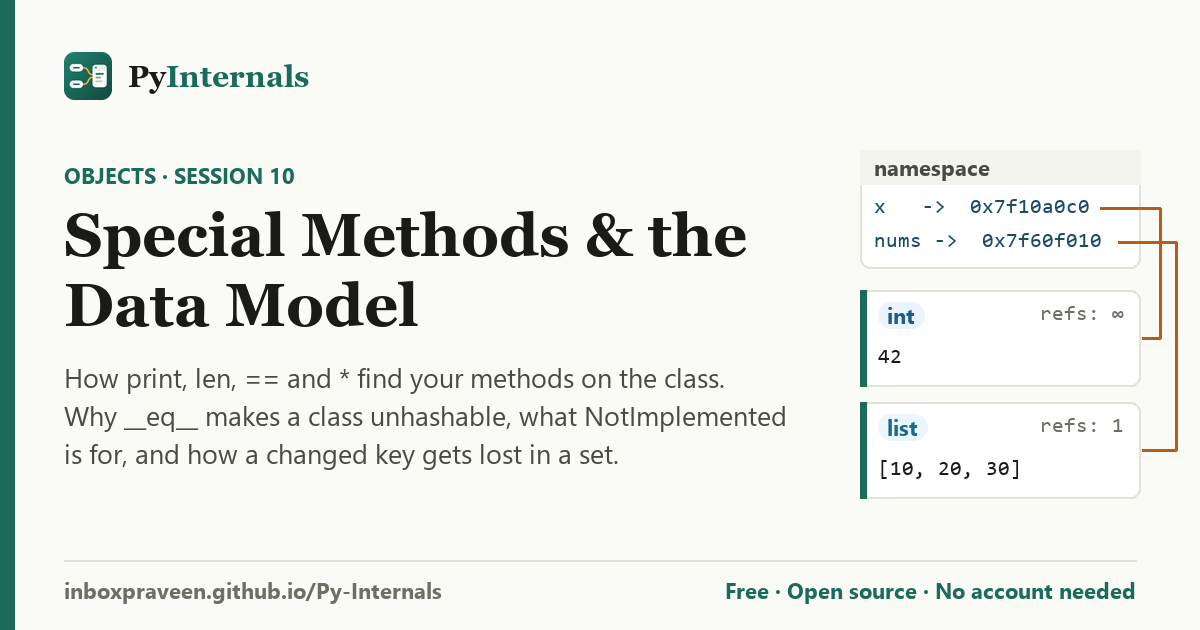 PyInternals
OBJECTS · SESSION 10
Special Methods & the
Data Model
How print, len, == and * find your methods on the class.
Why __eq__ makes a class unhashable, what NotImplemented
is for, and how a changed key gets lost in a set.
namespace
x -> 0x7f10a0c0
nums -> 0x7f60f010
int refs: ∞
42
list refs: 1
[10, 20, 30]
inboxpraveen.github.io/Py-Internals
Free · Open source · No account needed